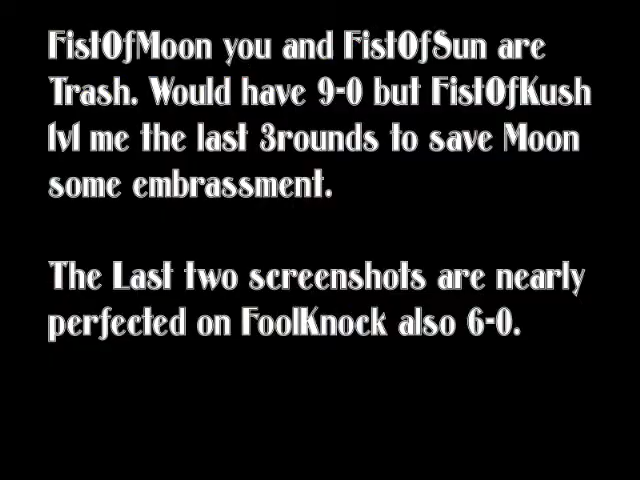 FistOfMoon you and FistOfSun are
Trash. Would have 9-0 but FistOfKush
1v1 me the last 3rounds to save Moon
some embrassment.
The Last two screenshots are nearly
perfected on FoolKnock also 6-0.